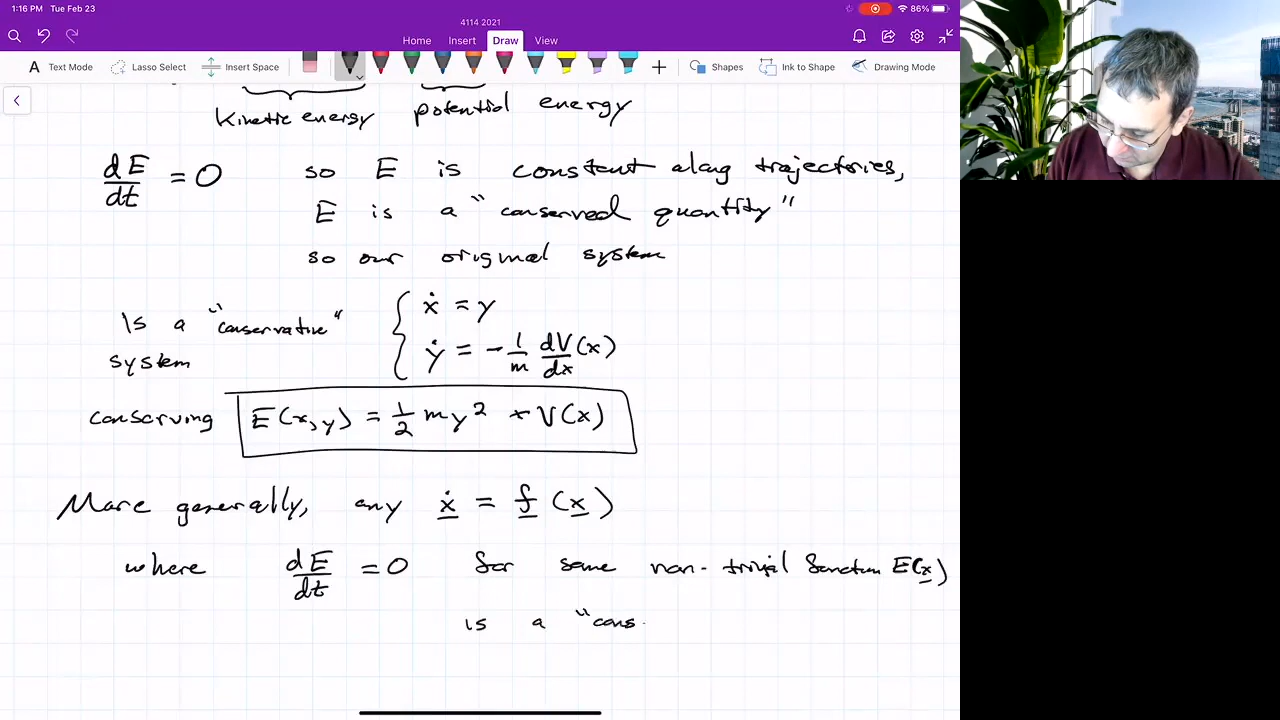 1:16 PM Tue Feb 23
86%
4114 2021
Home Insert Draw View
Text Mode Lasso Select Insert Space Shapes Ink to Shape Drawing Mode
kinetic energy potential energy
dE/dt = 0 so E is constant along trajectories,
E is a "conserved quantity"
so our original system
is a "conservative" system { ẋ = y
ẏ = -1/m dV/dx (x)
conserving E(x,y) = 1/2 my² + V(x)
More generally, any ẋ = f(x)
where dE/dt = 0 for some non-trivial function E(x)
is a "cons